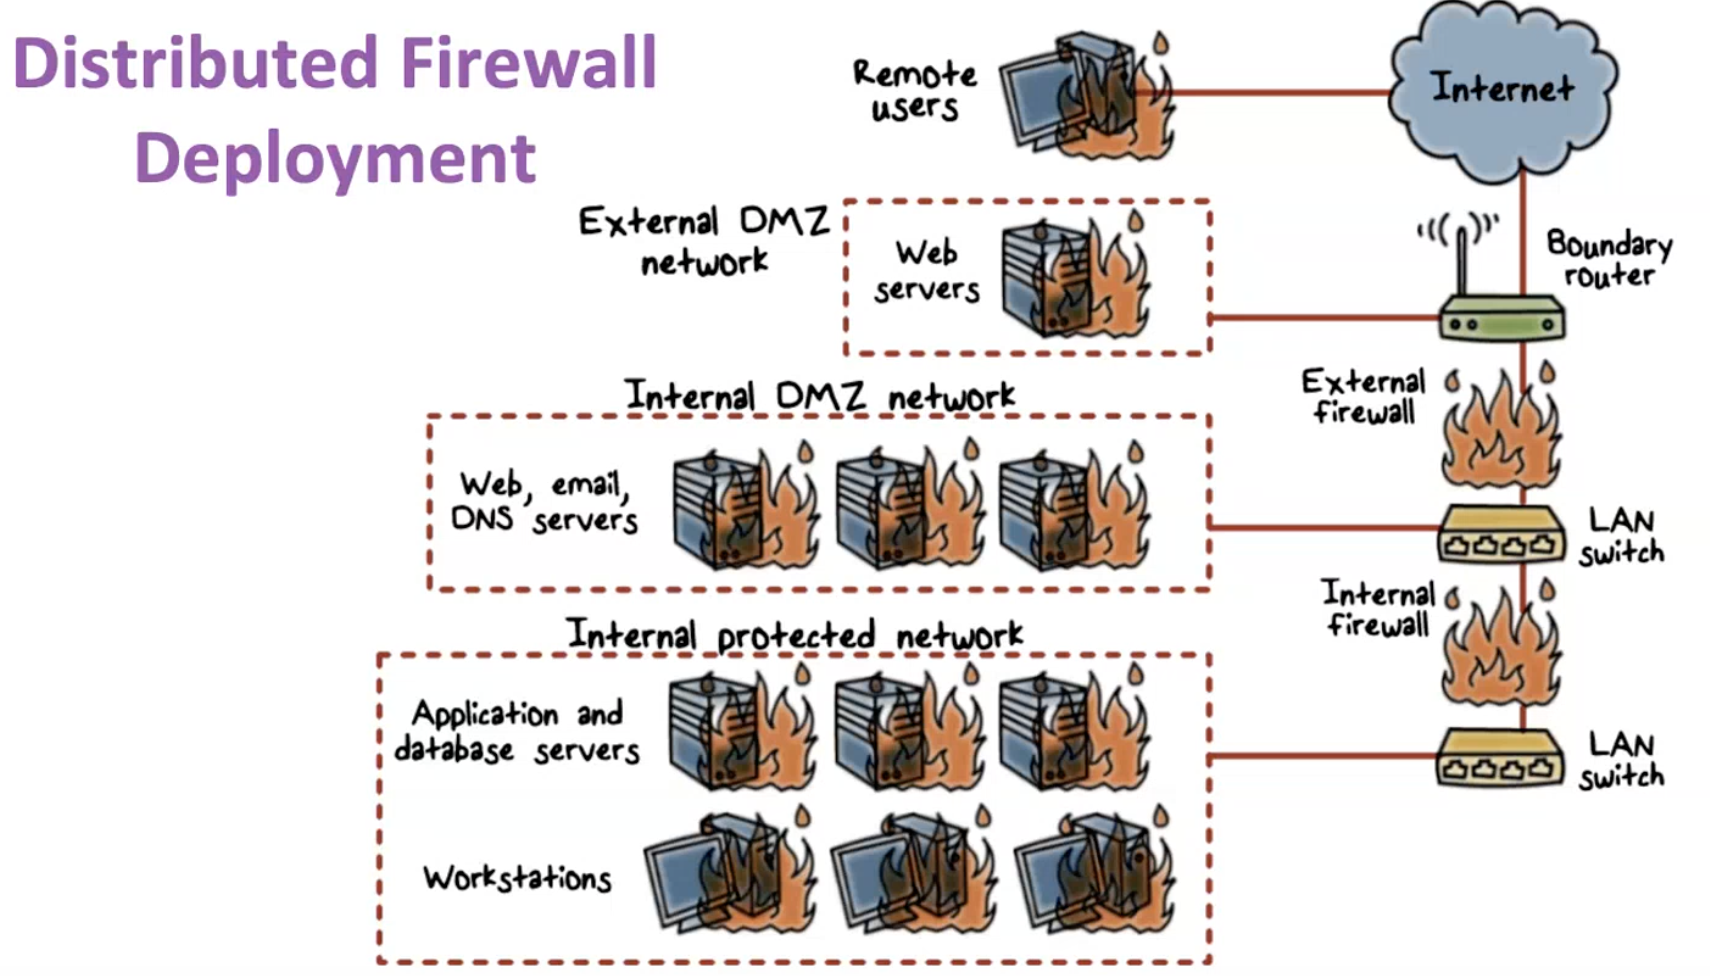 Distributed Firewall
Deployment
Remote
users
Internet
External DMZ
network
Web
servers
Boundary
router
External
firewall
Internal DMZ network
Web, email,
DNS servers
LAN
switch
Internal
firewall
Internal protected network
Application and
database servers
LAN
switch
Workstations